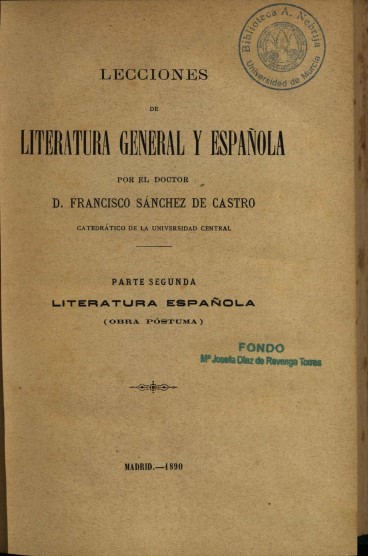 Biblioteca A. Nebrija
Universidad de Murcia
LECCIONES
DE
LITERATURA GENERAL Y ESPAÑOLA
POR EL DOCTOR
D. FRANCISCO SÁNCHEZ DE CASTRO
CATEDRÁTICO DE LA UNIVERSIDAD CENTRAL
PARTE SEGUNDA
LITERATURA ESPAÑOLA
(OBRA PÓSTUMA)
FONDO
Mª Josefa Díez de Revenga Torres
MADRID.—1890